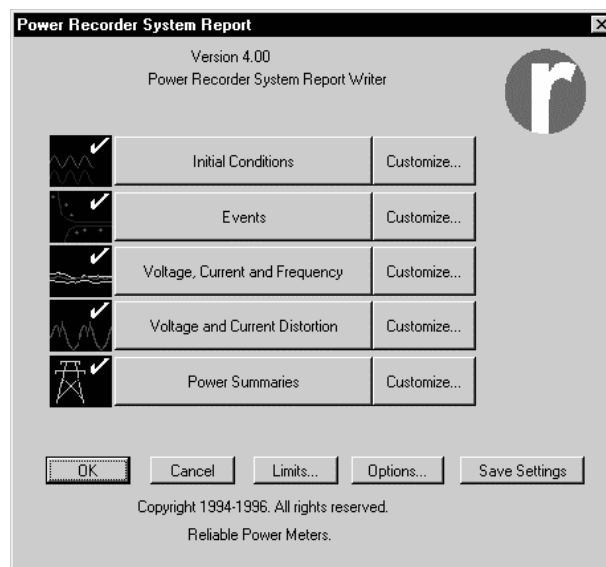 Power Recorder System Report
Version 4.00
Power Recorder System Report Writer
r
Initial Conditions Customize...
Events Customize...
Voltage, Current and Frequency Customize...
Voltage and Current Distortion Customize...
Power Summaries Customize...
OK Cancel Limits... Options... Save Settings
Copyright 1994-1996. All rights reserved.
Reliable Power Meters.